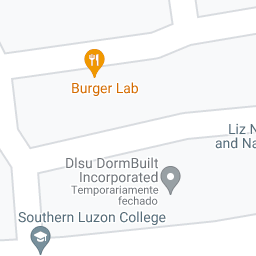 Burger Lab
Liz N
and Na
Dlsu DormBuilt
Incorporated
Temporariamente
fechado
Southern Luzon College